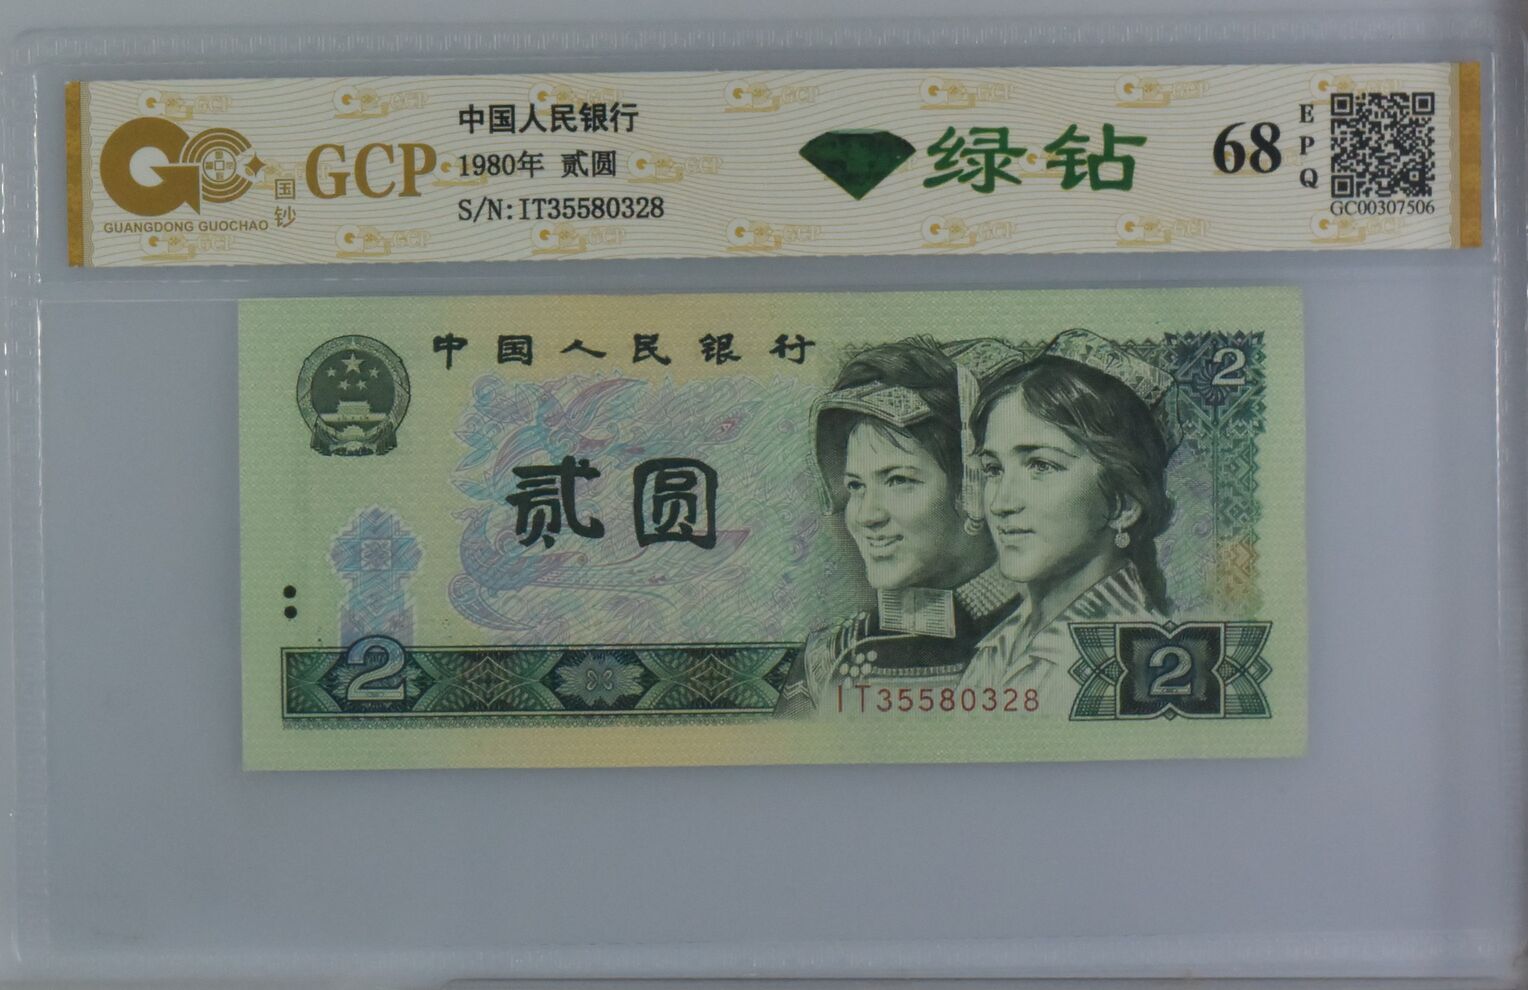 GCP
国
钞
GUANGDONG GUOCHAO
中国人民银行
1980年 贰圆
S/N:IT35580328
绿钻
68
E
P
Q
GC00307506
中国人民银行
2
贰圆
2
IT35580328
2